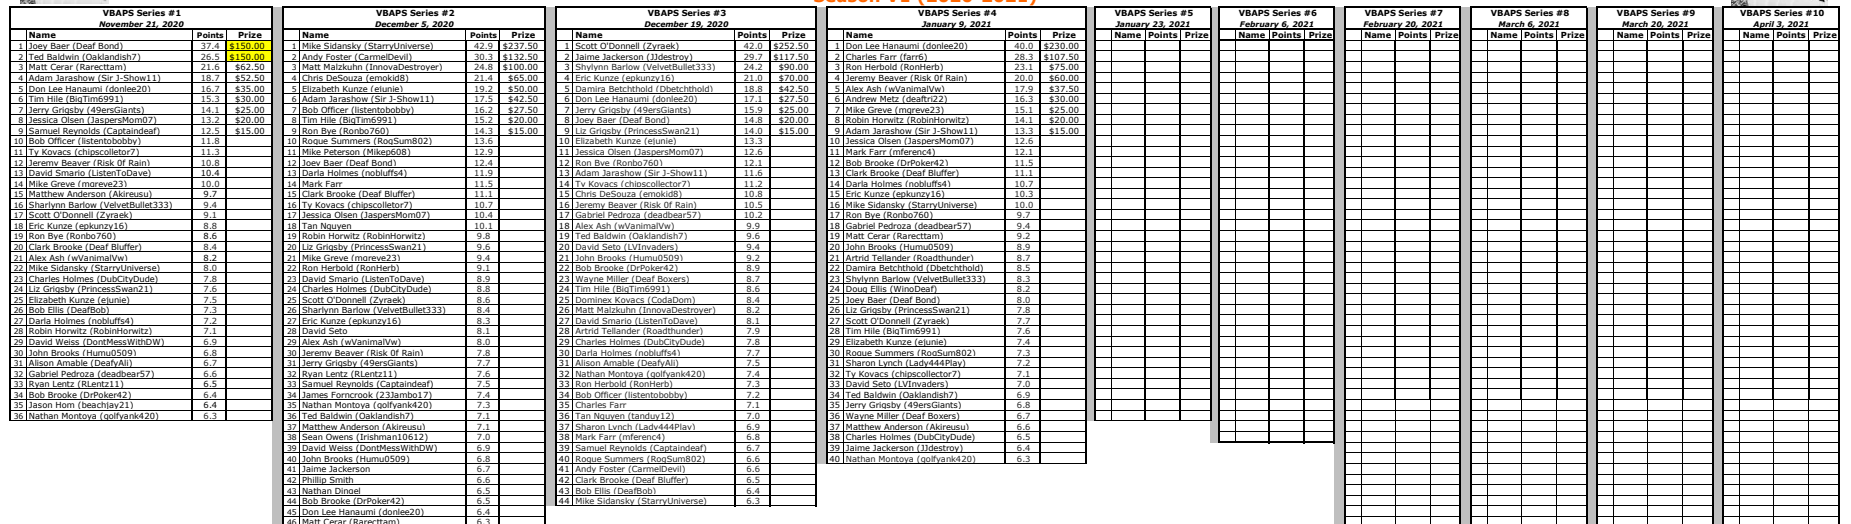 Season VI (2020-2021)
VBAPS Series #1
November 21, 2020
Name Points Prize
1 Joey Baer (Deaf Bond) 37.4 $150.00
2 Ted Baldwin (Oaklandish7) 26.5 $150.00
3 Matt Cerar (Rarecttam) 21.6 $62.50
4 Adam Jarashow (Sir J-Show11) 18.7 $52.50
5 Don Lee Hanaumi (donlee20) 16.7 $35.00
6 Tim Hile (BigTim6991) 15.3 $30.00
7 Jerry Grigsby (49ersGiants) 14.1 $25.00
8 Jessica Olsen (JaspersMom07) 13.2 $20.00
9 Samuel Reynolds (Captaindeaf) 12.5 $15.00
10 Bob Officer (listentobobby) 11.8
11 Ty Kovacs (chipscolletor7) 11.3
12 Jeremy Beaver (Risk 0f Rain) 10.8
13 David Smario (ListenToDave) 10.4
14 Mike Greve (mgreve23) 10.0
15 Matthew Anderson (Akireusu) 9.7
16 Sharlynn Barlow (VelvetBullet333) 9.4
17 Scott O'Donnell (Zyraek) 9.1
18 Eric Kunze (epkunzy16) 8.8
19 Ron Bye (Ronbo760) 8.6
20 Clark Brooke (Deaf Bluffer) 8.4
21 Alex Ash (wVanimalVw) 8.2
22 Mike Sidansky (StarryUniverse) 8.0
23 Charles Holmes (DubCityDude) 7.8
24 Liz Grigsby (PrincessSwan21) 7.6
25 Elizabeth Kunze (ejunie) 7.5
26 Bob Ellis (DeafBob) 7.3
27 Darla Holmes (nobluffs4) 7.2
28 Robin Horwitz (RobinHorwitz) 7.1
29 David Weiss (DontMessWithDW) 6.9
30 John Brooks (Humu0509) 6.8
31 Alison Amable (DeafyAli) 6.7
32 Gabriel Pedroza (deadbear57) 6.6
33 Ryan Lentz (RLentz11) 6.5
34 Bob Brooke (DrPoker42) 6.4
35 Jason Hom (beachjay21) 6.4
36 Nathan Montoya (golfyank420) 6.3
VBAPS Series #2
December 5, 2020
Name Points Prize
1 Mike Sidansky (StarryUniverse) 42.9 $237.50
2 Andy Foster (CarmelDevil) 30.3 $132.50
3 Matt Malzkuhn (InnovaDestroyer) 24.8 $100.00
4 Chris DeSouza (emokid8) 21.4 $65.00
5 Elizabeth Kunze (ejunie) 19.2 $50.00
6 Adam Jarashow (Sir J-Show11) 17.5 $42.50
7 Bob Officer (listentobobby) 16.2 $27.50
8 Tim Hile (BigTim6991) 15.2 $20.00
9 Ron Bye (Ronbo760) 14.3 $15.00
10 Rogue Summers (RogSum802) 13.6
11 Mike Peterson (Mikep608) 12.9
12 Joey Baer (Deaf Bond) 12.4
13 Darla Holmes (nobluffs4) 11.9
14 Mark Farr 11.5
15 Clark Brooke (Deaf Bluffer) 11.1
16 Ty Kovacs (chipscolletor7) 10.7
17 Jessica Olsen (JaspersMom07) 10.4
18 Tan Nguyen 10.1
19 Robin Horwitz (RobinHorwitz) 9.8
20 Liz Grigsby (PrincessSwan21) 9.6
21 Mike Greve (mgreve23) 9.4
22 Ron Herbold (RonHerb) 9.1
23 David Smario (ListenToDave) 8.9
24 Charles Holmes (DubCityDude) 8.8
25 Scott O'Donnell (Zyraek) 8.6
26 Sharlynn Barlow (VelvetBullet333) 8.4
27 Eric Kunze (epkunzy16) 8.3
28 David Seto 8.1
29 Alex Ash (wVanimalVw) 8.0
30 Jeremy Beaver (Risk 0f Rain) 7.8
31 Jerry Grigsby (49ersGiants) 7.7
32 Ryan Lentz (RLentz11) 7.6
33 Samuel Reynolds (Captaindeaf) 7.5
34 James Forncrook (23Jambo17) 7.4
35 Nathan Montoya (golfyank420) 7.3
36 Ted Baldwin (Oaklandish7) 7.1
37 Matthew Anderson (Akireusu) 7.1
38 Sean Owens (Irishman10612) 7.0
39 David Weiss (DontMessWithDW) 6.9
40 John Brooks (Humu0509) 6.8
41 Jaime Jackerson 6.7
42 Phillip Smith 6.6
43 Nathan Dingel 6.5
44 Bob Brooke (DrPoker42) 6.5
45 Don Lee Hanaumi (donlee20) 6.4
46 Matt Cerar (Rarecttam) 6.3
VBAPS Series #3
December 19, 2020
Name Points Prize
1 Scott O'Donnell (Zyraek) 42.0 $252.50
2 Jaime Jackerson (JJdestroy) 29.7 $117.50
3 Shylynn Barlow (VelvetBullet333) 24.2 $90.00
4 Eric Kunze (epkunzy16) 21.0 $70.00
5 Damira Betchthold (Dbetchthold) 18.8 $42.50
6 Don Lee Hanaumi (donlee20) 17.1 $27.50
7 Jerry Grigsby (49ersGiants) 15.9 $25.00
8 Joey Baer (Deaf Bond) 14.8 $20.00
9 Liz Grigsby (PrincessSwan21) 14.0 $15.00
10 Elizabeth Kunze (ejunie) 13.3
11 Jessica Olsen (JaspersMom07) 12.6
12 Ron Bye (Ronbo760) 12.1
13 Adam Jarashow (Sir J-Show11) 11.6
14 Ty Kovacs (chipscollector7) 11.2
15 Chris DeSouza (emokid8) 10.8
16 Jeremy Beaver (Risk 0f Rain) 10.5
17 Gabriel Pedroza (deadbear57) 10.2
18 Alex Ash (wVanimalVw) 9.9
19 Ted Baldwin (Oaklandish7) 9.6
20 David Seto (LVInvaders) 9.4
21 John Brooks (Humu0509) 9.2
22 Bob Brooke (DrPoker42) 8.9
23 Wayne Miller (Deaf Boxers) 8.7
24 Tim Hile (BigTim6991) 8.6
25 Dominex Kovacs (CodaDom) 8.4
26 Matt Malzkuhn (InnovaDestroyer) 8.2
27 David Smario (ListenToDave) 8.1
28 Artrid Tellander (Roadthunder) 7.9
29 Charles Holmes (DubCityDude) 7.8
30 Darla Holmes (nobluffs4) 7.7
31 Alison Amable (DeafyAli) 7.5
32 Nathan Montoya (golfyank420) 7.4
33 Ron Herbold (RonHerb) 7.3
34 Bob Officer (listentobobby) 7.2
35 Charles Farr 7.1
36 Tan Nguyen (tanduy12) 7.0
37 Sharon Lynch (Lady444Play) 6.9
38 Mark Farr (mferenc4) 6.8
39 Samuel Reynolds (Captaindeaf) 6.7
40 Rogue Summers (RogSum802) 6.6
41 Andy Foster (CarmelDevil) 6.6
42 Clark Brooke (Deaf Bluffer) 6.5
43 Bob Ellis (DeafBob) 6.4
44 Mike Sidansky (StarryUniverse) 6.3
VBAPS Series #4
January 9, 2021
Name Points Prize
1 Don Lee Hanaumi (donlee20) 40.0 $230.00
2 Charles Farr (farr6) 28.3 $107.50
3 Ron Herbold (RonHerb) 23.1 $75.00
4 Jeremy Beaver (Risk 0f Rain) 20.0 $60.00
5 Alex Ash (wVanimalVw) 17.9 $37.50
6 Andrew Metz (deaftri22) 16.3 $30.00
7 Mike Greve (mgreve23) 15.1 $25.00
8 Robin Horwitz (RobinHorwitz) 14.1 $20.00
9 Adam Jarashow (Sir J-Show11) 13.3 $15.00
10 Jessica Olsen (JaspersMom07) 12.6
11 Mark Farr (mferenc4) 12.1
12 Bob Brooke (DrPoker42) 11.5
13 Clark Brooke (Deaf Bluffer) 11.1
14 Darla Holmes (nobluffs4) 10.7
15 Eric Kunze (epkunzy16) 10.3
16 Mike Sidansky (StarryUniverse) 10.0
17 Ron Bye (Ronbo760) 9.7
18 Gabriel Pedroza (deadbear57) 9.4
19 Matt Cerar (Rarecttam) 9.2
20 John Brooks (Humu0509) 8.9
21 Artrid Tellander (Roadthunder) 8.7
22 Damira Betchthold (Dbetchthold) 8.5
23 Shylynn Barlow (VelvetBullet333) 8.3
24 Doug Ellis (WinoDeaf) 8.2
25 Joey Baer (Deaf Bond) 8.0
26 Liz Grigsby (PrincessSwan21) 7.8
27 Scott O'Donnell (Zyraek) 7.7
28 Tim Hile (BigTim6991) 7.6
29 Elizabeth Kunze (ejunie) 7.4
30 Rogue Summers (RogSum802) 7.3
31 Sharon Lynch (Lady444Play) 7.2
32 Ty Kovacs (chipscollector7) 7.1
33 David Seto (LVInvaders) 7.0
34 Ted Baldwin (Oaklandish7) 6.9
35 Jerry Grigsby (49ersGiants) 6.8
36 Wayne Miller (Deaf Boxers) 6.7
37 Matthew Anderson (Akireusu) 6.6
38 Charles Holmes (DubCityDude) 6.5
39 Jaime Jackerson (JJdestroy) 6.4
40 Nathan Montoya (golfyank420) 6.3
VBAPS Series #5
January 23, 2021
Name Points Prize
VBAPS Series #6
February 6, 2021
Name Points Prize
VBAPS Series #7
February 20, 2021
Name Points Prize
VBAPS Series #8
March 6, 2021
Name Points Prize
VBAPS Series #9
March 20, 2021
Name Points Prize
VBAPS Series #10
April 3, 2021
Name Points Prize